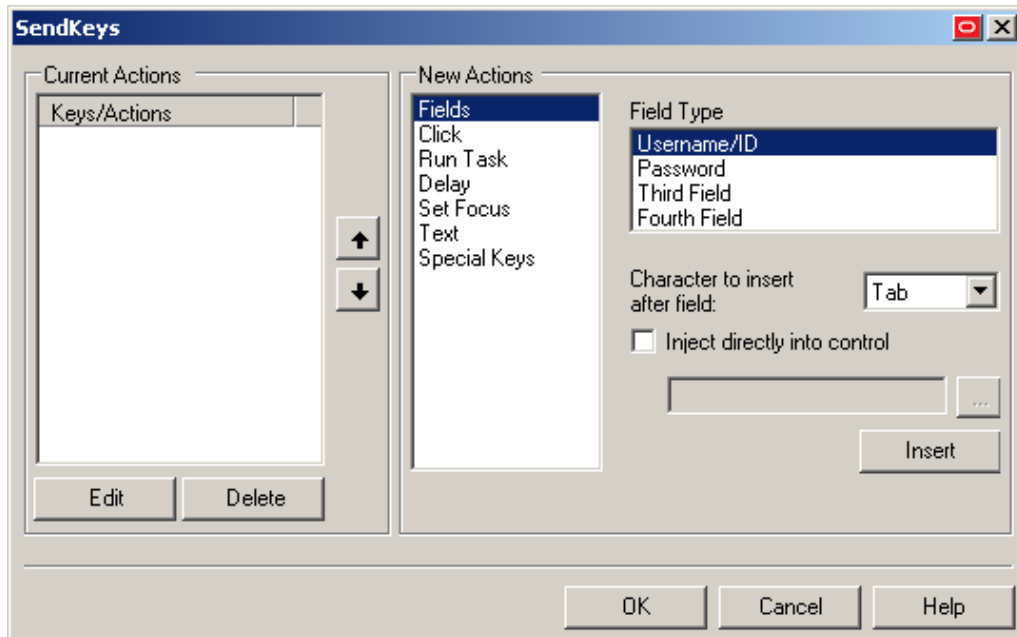 SendKeys
Current Actions
Keys/Actions
Edit
Delete
New Actions
Fields
Click
Run Task
Delay
Set Focus
Text
Special Keys
Field Type
Username/ID
Password
Third Field
Fourth Field
Character to insert
after field:
Tab
Inject directly into control
...
Insert
OK
Cancel
Help